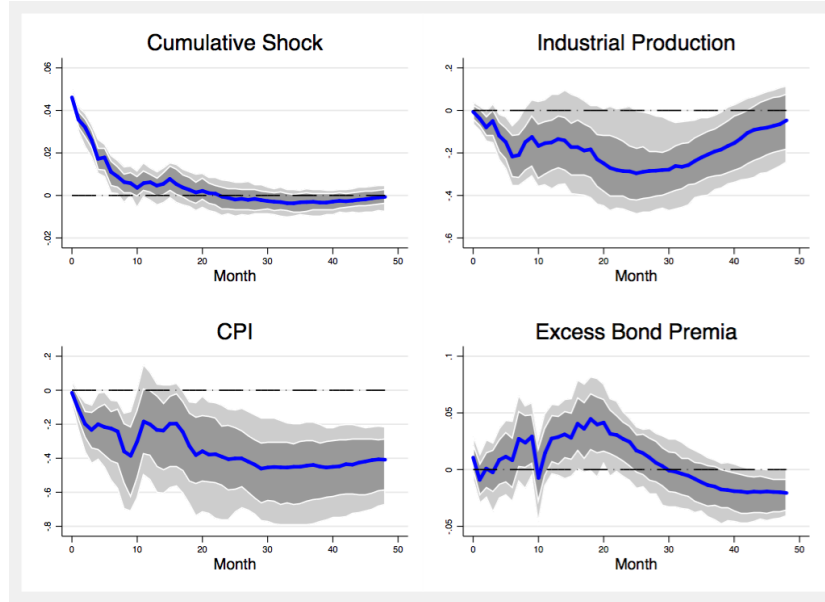 Cumulative Shock
.06
.04
.02
0
-.02
0 10 20 30 40 50
Month
Industrial Production
.2
0
-.2
-.4
-.6
0 10 20 30 40 50
Month
CPI
.2
0
-.2
-.4
-.6
-.8
0 10 20 30 40 50
Month
Excess Bond Premia
.1
.05
0
-.05
0 10 20 30 40 50
Month